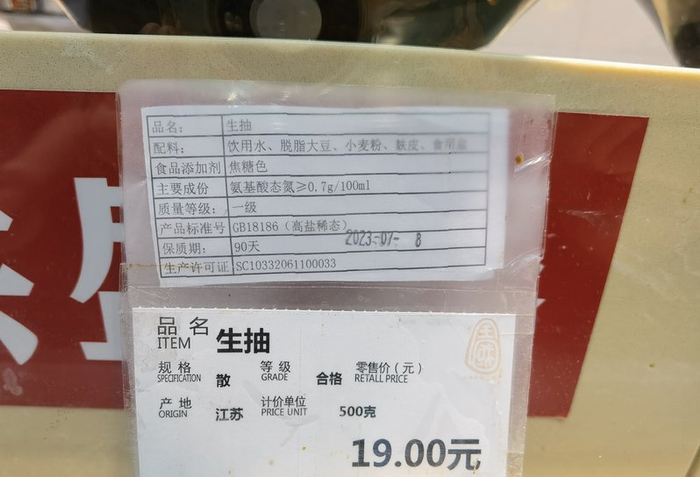 品名： 生抽
配料： 饮用水、脱脂大豆、小麦粉、麸皮、食用盐
食品添加剂 焦糖色
主要成份 氨基酸态氮≥0.7g/100ml
质量等级： 一级
产品标准号 GB18186（高盐稀态）
保质期： 90天
2023-07- 8
生产许可证 SC10332061100033
品名 生抽
ITEM
规格 散 等级 合格 零售价（元）
SPECIFICATION GRADE RETALL PRICE
产地 江苏 计价单位 500克
ORIGIN PRICE UNIT
19.00元